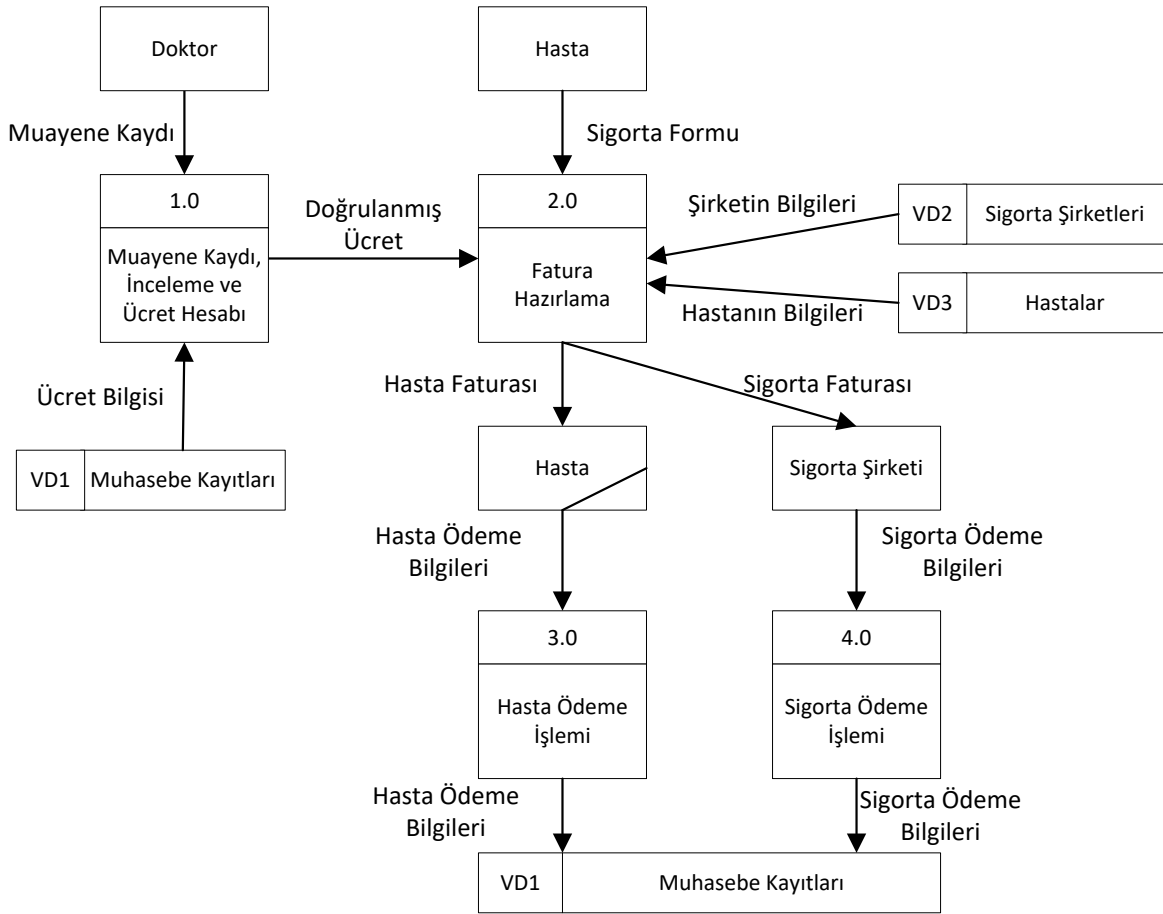 Doktor
Hasta
Muayene Kaydı
Sigorta Formu
1.0
Muayene Kaydı,
İnceleme ve
Ücret Hesabı
Doğrulanmış
Ücret
2.0
Fatura
Hazırlama
Şirketin Bilgileri
VD2
Sigorta Şirketleri
Hastanın Bilgileri
VD3
Hastalar
Ücret Bilgisi
VD1
Muhasebe Kayıtları
Hasta Faturası
Sigorta Faturası
Hasta
Sigorta Şirketi
Hasta Ödeme
Bilgileri
Sigorta Ödeme
Bilgileri
3.0
Hasta Ödeme
İşlemi
4.0
Sigorta Ödeme
İşlemi
Hasta Ödeme
Bilgileri
Sigorta Ödeme
Bilgileri
VD1
Muhasebe Kayıtları